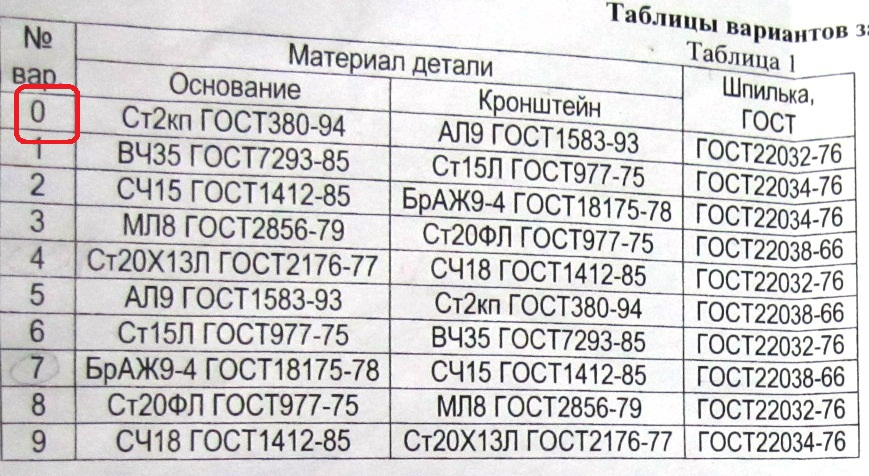 Таблицы вариантов
Таблица 1
№ вар.
Материал детали
Шпилька, ГОСТ
Основание Кронштейн
0 Ст2кп ГОСТ380-94 АЛ9 ГОСТ1583-93 ГОСТ22032-76
1 ВЧ35 ГОСТ7293-85 Ст15Л ГОСТ977-75 ГОСТ22034-76
2 СЧ15 ГОСТ1412-85 БрАЖ9-4 ГОСТ18175-78 ГОСТ22034-76
3 МЛ8 ГОСТ2856-79 Ст20ФЛ ГОСТ977-75 ГОСТ22038-66
4 Ст20Х13Л ГОСТ2176-77 СЧ18 ГОСТ1412-85 ГОСТ22032-76
5 АЛ9 ГОСТ1583-93 Ст2кп ГОСТ380-94 ГОСТ22038-66
6 Ст15Л ГОСТ977-75 ВЧ35 ГОСТ7293-85 ГОСТ22032-76
7 БрАЖ9-4 ГОСТ18175-78 СЧ15 ГОСТ1412-85 ГОСТ22038-66
8 Ст20ФЛ ГОСТ977-75 МЛ8 ГОСТ2856-79 ГОСТ22032-76
9 СЧ18 ГОСТ1412-85 Ст20Х13Л ГОСТ2176-77 ГОСТ22034-76